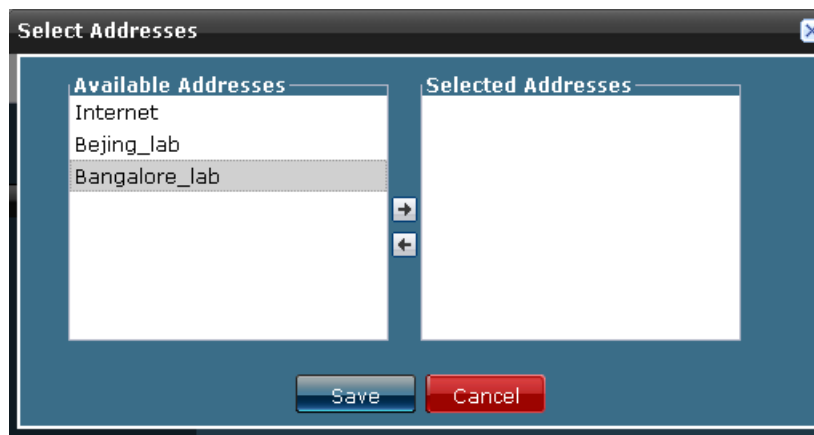 Select Addresses
Available Addresses
Internet
Bejing_lab
Bangalore_lab
Selected Addresses
Save
Cancel